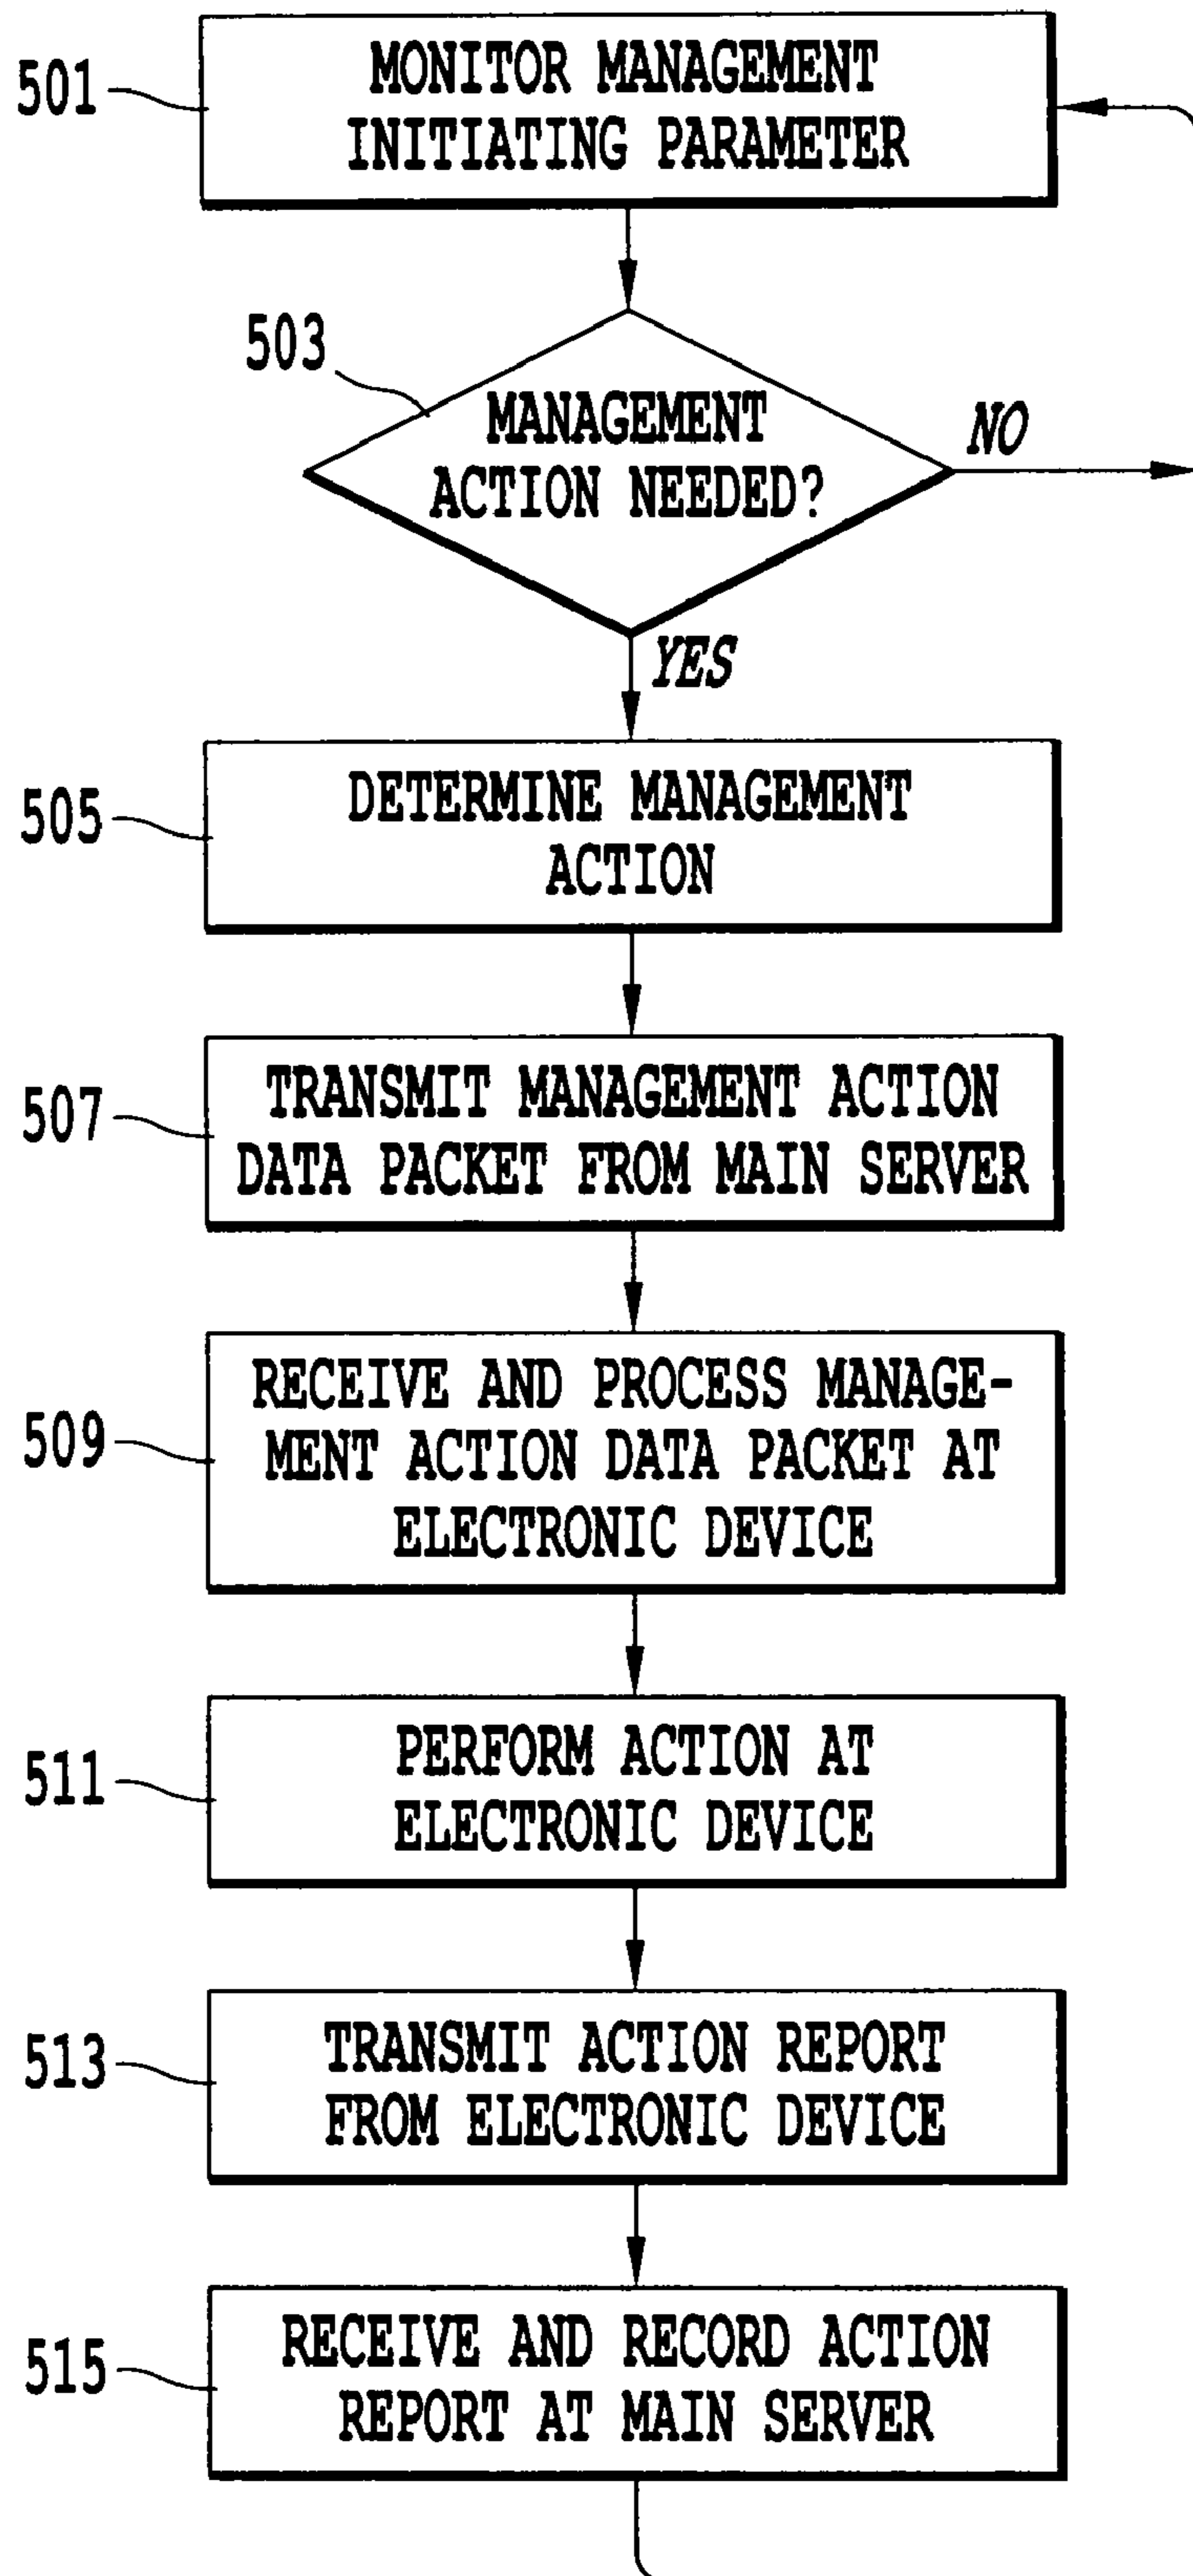 501
MONITOR MANAGEMENT
INITIATING PARAMETER
503
MANAGEMENT
ACTION NEEDED?
NO
YES
505
DETERMINE MANAGEMENT
ACTION
507
TRANSMIT MANAGEMENT ACTION
DATA PACKET FROM MAIN SERVER
509
RECEIVE AND PROCESS MANAGE-
MENT ACTION DATA PACKET AT
ELECTRONIC DEVICE
511
PERFORM ACTION AT
ELECTRONIC DEVICE
513
TRANSMIT ACTION REPORT
FROM ELECTRONIC DEVICE
515
RECEIVE AND RECORD ACTION
REPORT AT MAIN SERVER